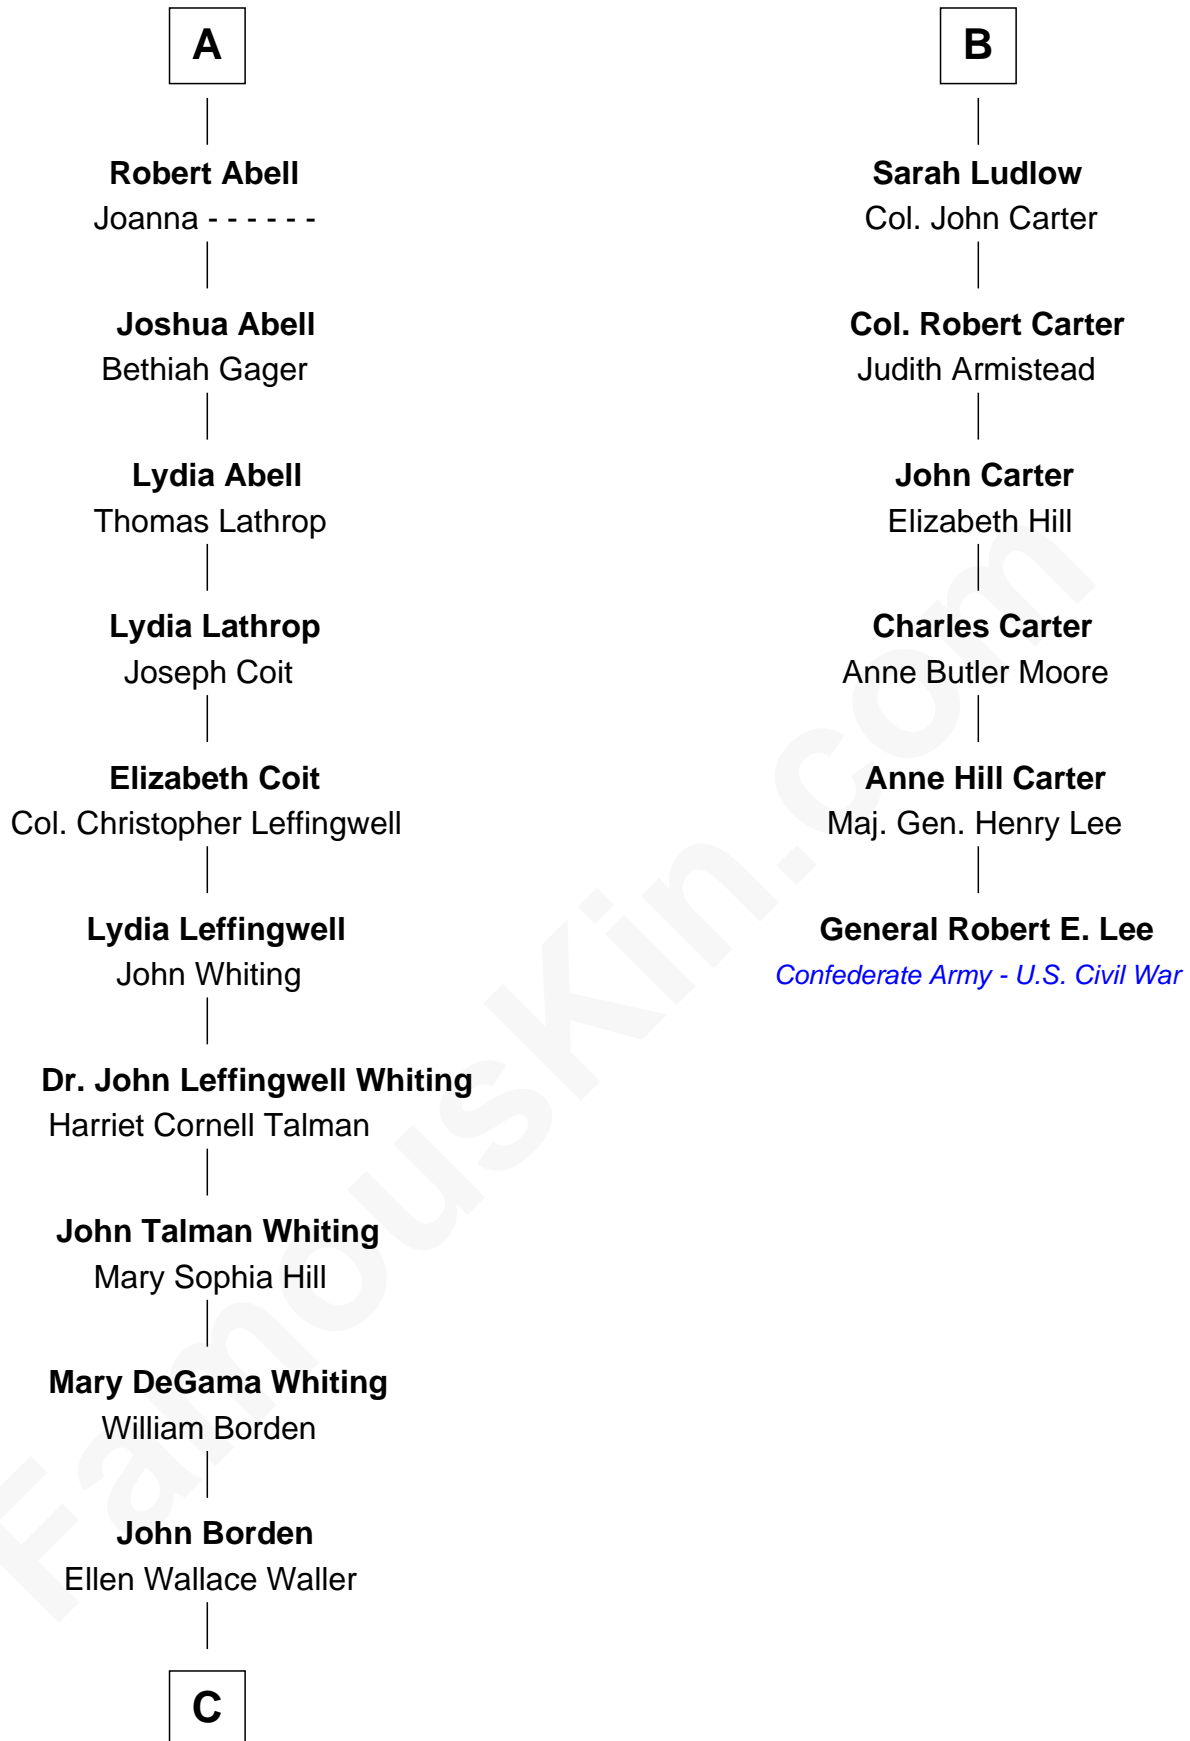 A
Robert Abell
Joanna - - - - - -
Joshua Abell
Bethiah Gager
Lydia Abell
Thomas Lathrop
Lydia Lathrop
Joseph Coit
Elizabeth Coit
Col. Christopher Leffingwell
Lydia Leffingwell
John Whiting
Dr. John Leffingwell Whiting
Harriet Cornell Talman
John Talman Whiting
Mary Sophia Hill
Mary DeGama Whiting
William Borden
John Borden
Ellen Wallace Waller
C
B
Sarah Ludlow
Col. John Carter
Col. Robert Carter
Judith Armistead
John Carter
Elizabeth Hill
Charles Carter
Anne Butler Moore
Anne Hill Carter
Maj. Gen. Henry Lee
General Robert E. Lee
Confederate Army - U.S. Civil War
FamousKin.com